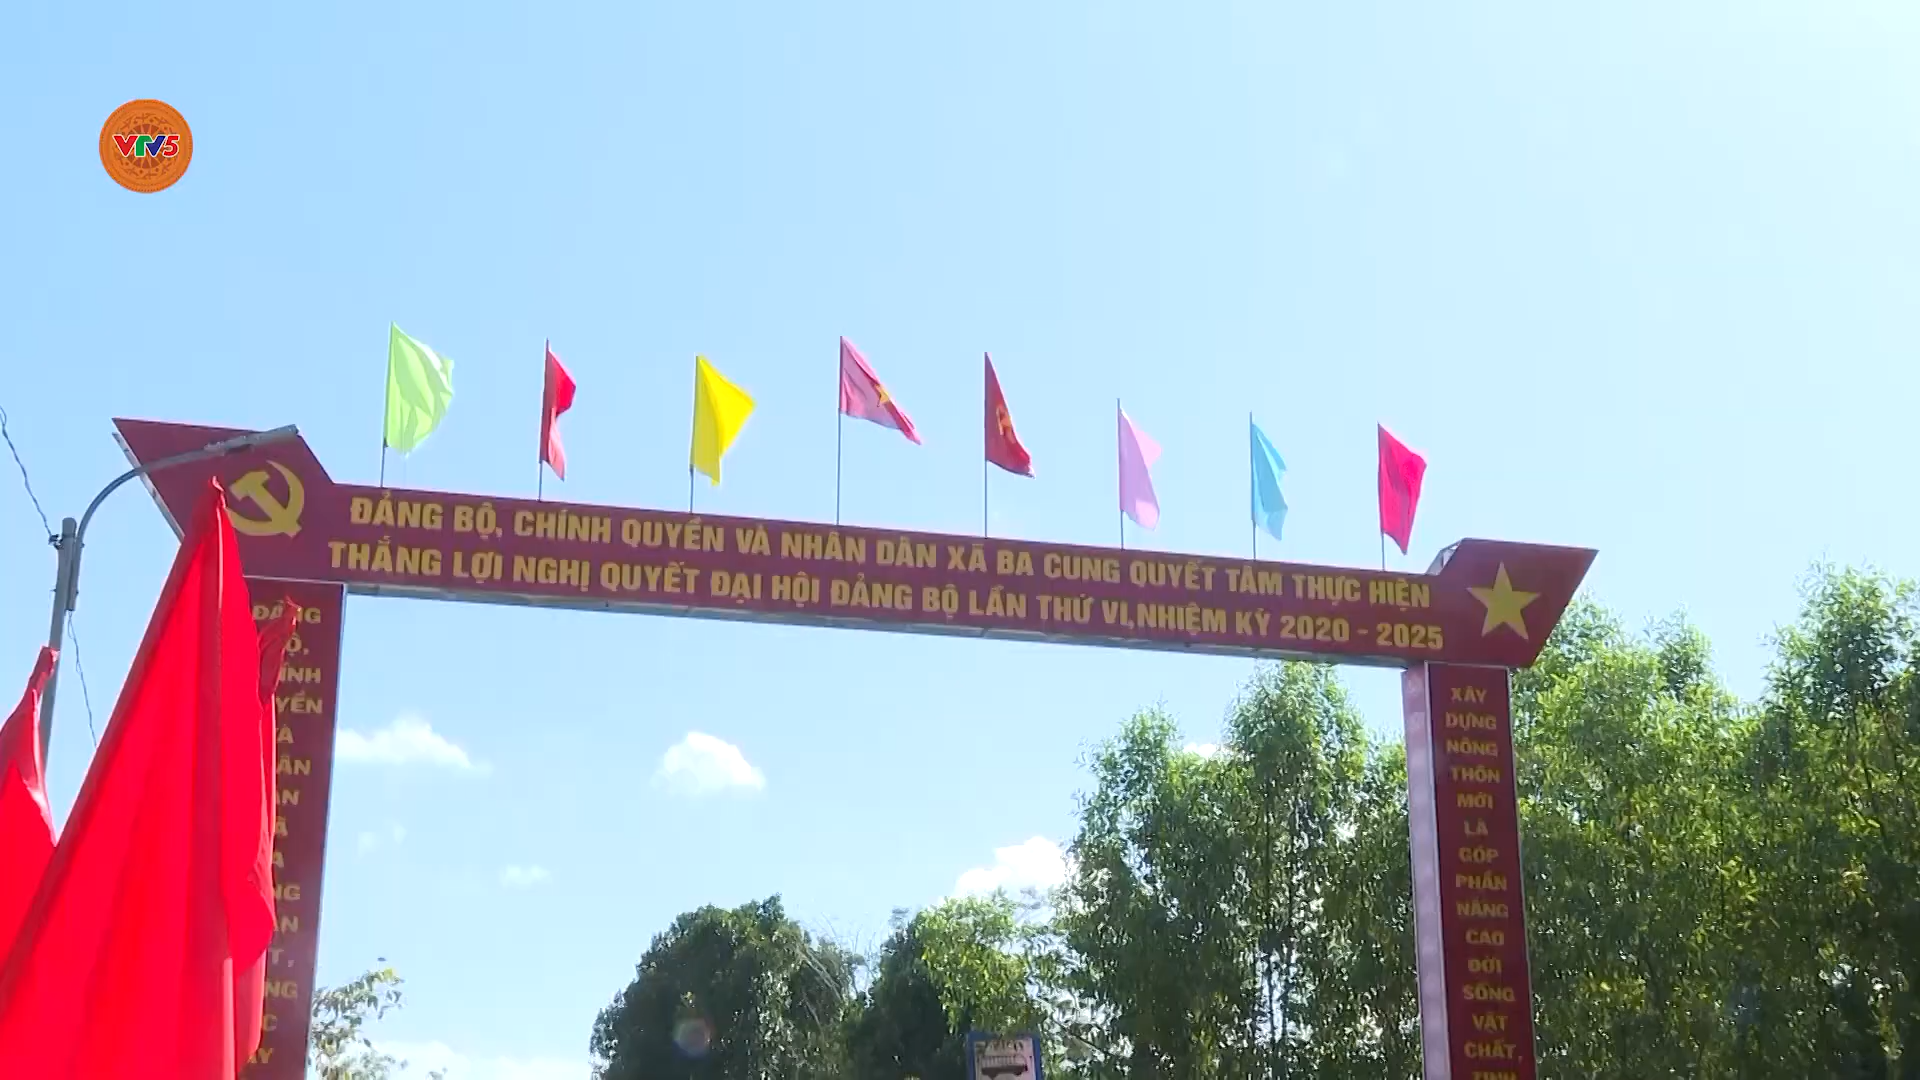 VTV5
ĐẢNG BỘ, CHÍNH QUYỀN VÀ NHÂN DÂN XÃ BA CUNG QUYẾT TÂM THỰC HIỆN
THẮNG LỢI NGHỊ QUYẾT ĐẠI HỘI ĐẢNG BỘ LẦN THỨ VI,NHIỆM KỲ 2020 - 2025
ĐẢNG
XÂY
DỰNG
NÔNG
THÔN
MỚI
LÀ
GÓP
PHẦN
NÂNG
CAO
ĐỜI
SỐNG
VẬT
CHẤT,